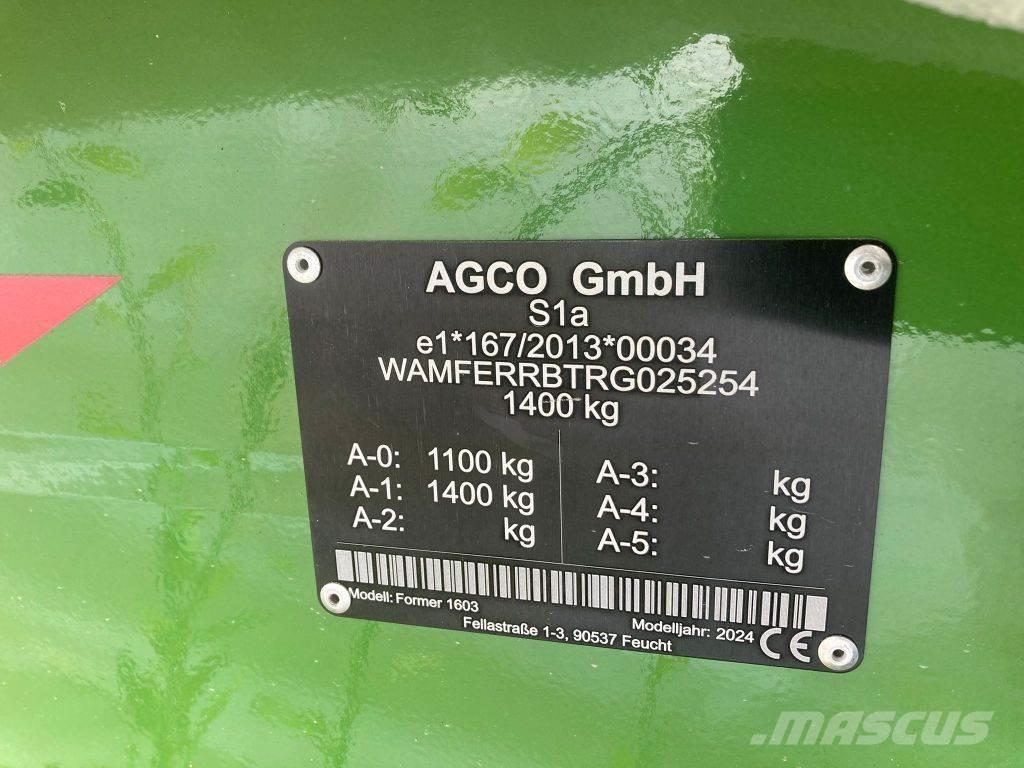 AGCO GmbH
S1a
e1*167/2013*00034
WAMFERRBTRG025254
1400 kg
A-0: 1100 kg
A-1: 1400 kg
A-2: kg
A-3: kg
A-4: kg
A-5: kg
Modell: Former 1603
Modelljahr: 2024
Fellastraße 1-3, 90537 Feucht
CE
MASCUS